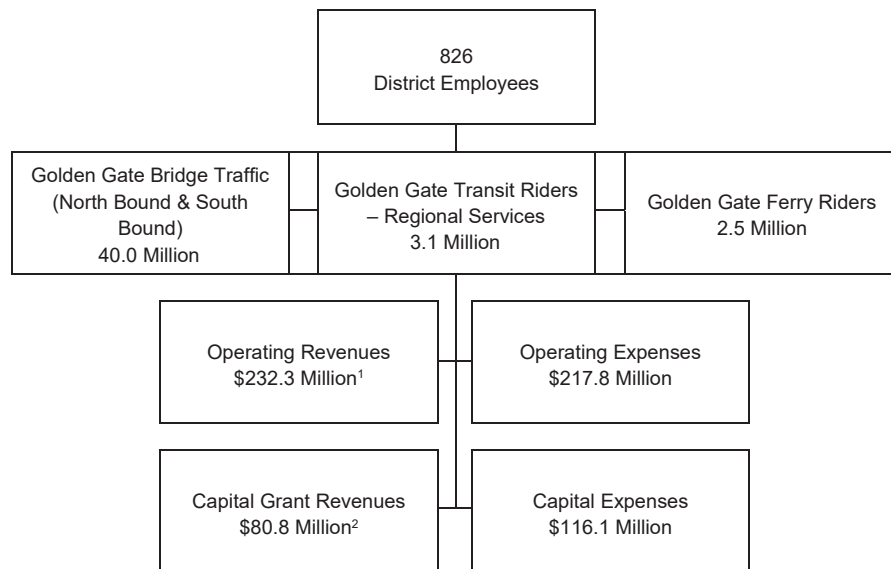 826
District Employees
Golden Gate Bridge Traffic
(North Bound & South
Bound)
40.0 Million
Golden Gate Transit Riders
– Regional Services
3.1 Million
Golden Gate Ferry Riders
2.5 Million
Operating Revenues
$232.3 Million¹
Operating Expenses
$217.8 Million
Capital Grant Revenues
$80.8 Million²
Capital Expenses
$116.1 Million